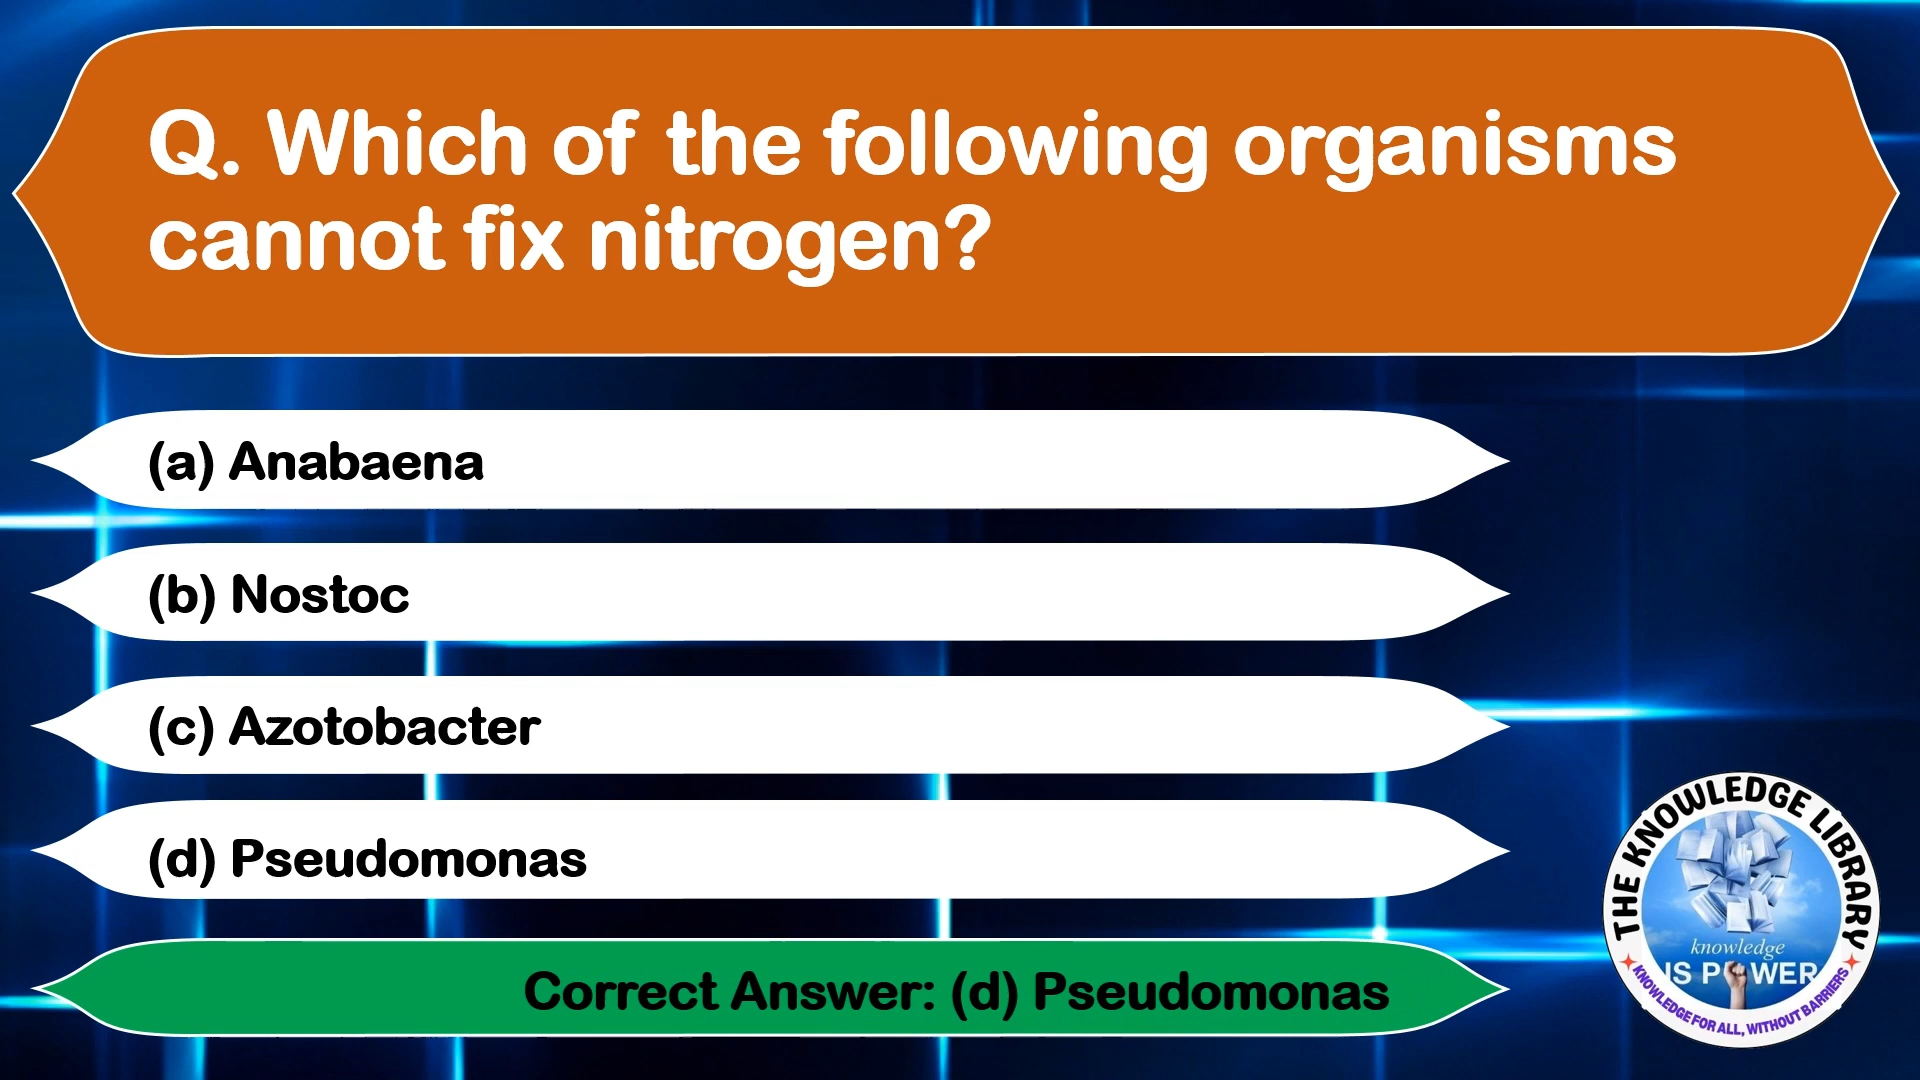 Q. Which of the following organisms
cannot fix nitrogen?
(a) Anabaena
(b) Nostoc
(c) Azotobacter
(d) Pseudomonas
Correct Answer: (d) Pseudomonas
THE KNOWLEDGE LIBRARY
knowledge
IS POWER
KNOWLEDGE FOR ALL, WITHOUT BARRIERS